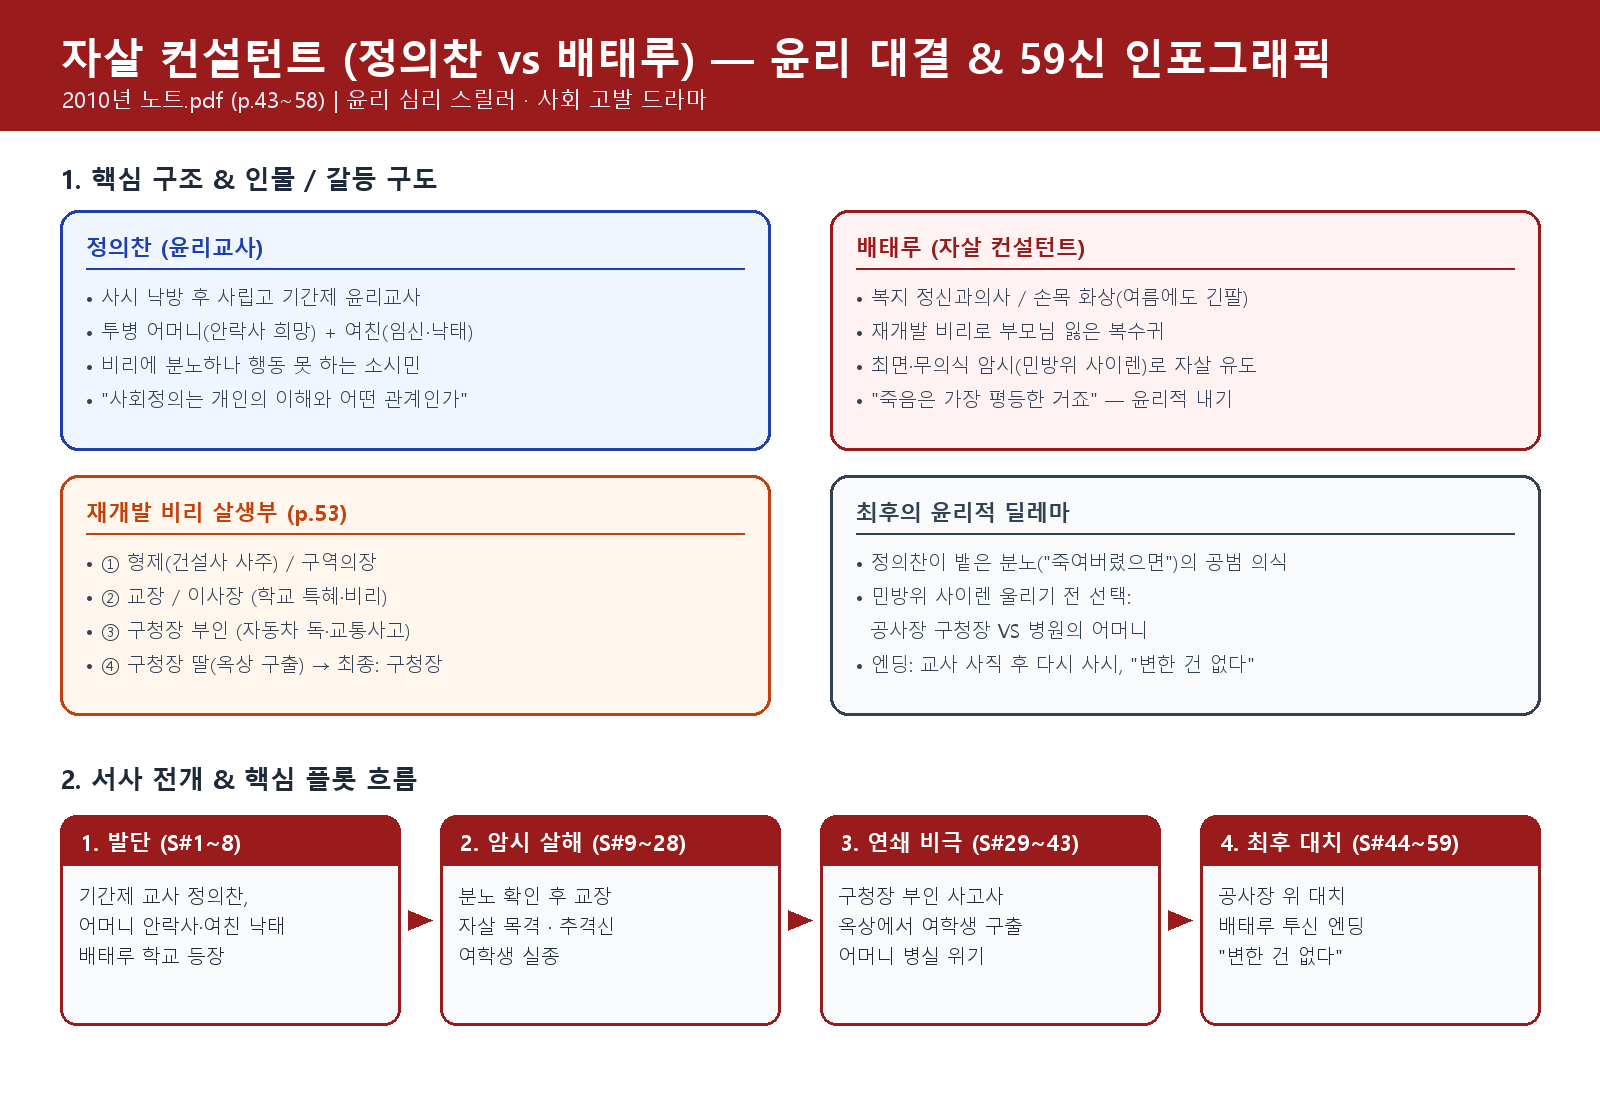 자살 컨설턴트 (정의찬 vs 배태루) — 윤리 대결 & 59신 인포그래픽
2010년 노트.pdf (p.43~58) | 윤리 심리 스릴러 · 사회 고발 드라마
1. 핵심 구조 & 인물 / 갈등 구도
정의찬 (윤리교사)
• 사시 낙방 후 사립고 기간제 윤리교사
• 투병 어머니(안락사 희망) + 여친(임신·낙태)
• 비리에 분노하나 행동 못 하는 소시민
• "사회정의는 개인의 이해와 어떤 관계인가"
배태루 (자살 컨설턴트)
• 복지 정신과의사 / 손목 화상(여름에도 긴팔)
• 재개발 비리로 부모님 잃은 복수귀
• 최면·무의식 암시(민방위 사이렌)로 자살 유도
• "죽음은 가장 평등한 거죠" — 윤리적 내기
재개발 비리 살생부 (p.53)
• ① 형제(건설사 사주) / 구역의장
• ② 교장 / 이사장 (학교 특혜·비리)
• ③ 구청장 부인 (자동차 독·교통사고)
• ④ 구청장 딸(옥상 구출) → 최종: 구청장
최후의 윤리적 딜레마
• 정의찬이 뱉은 분노("죽여버렸으면")의 공범 의식
• 민방위 사이렌 울리기 전 선택:
공사장 구청장 VS 병원의 어머니
• 엔딩: 교사 사직 후 다시 사시, "변한 건 없다"
2. 서사 전개 & 핵심 플롯 흐름
1. 발단 (S#1~8)
기간제 교사 정의찬,
어머니 안락사·여친 낙태
배태루 학교 등장
2. 암시 살해 (S#9~28)
분노 확인 후 교장
자살 목격 · 추격신
여학생 실종
3. 연쇄 비극 (S#29~43)
구청장 부인 사고사
옥상에서 여학생 구출
어머니 병실 위기
4. 최후 대치 (S#44~59)
공사장 위 대치
배태루 투신 엔딩
"변한 건 없다"